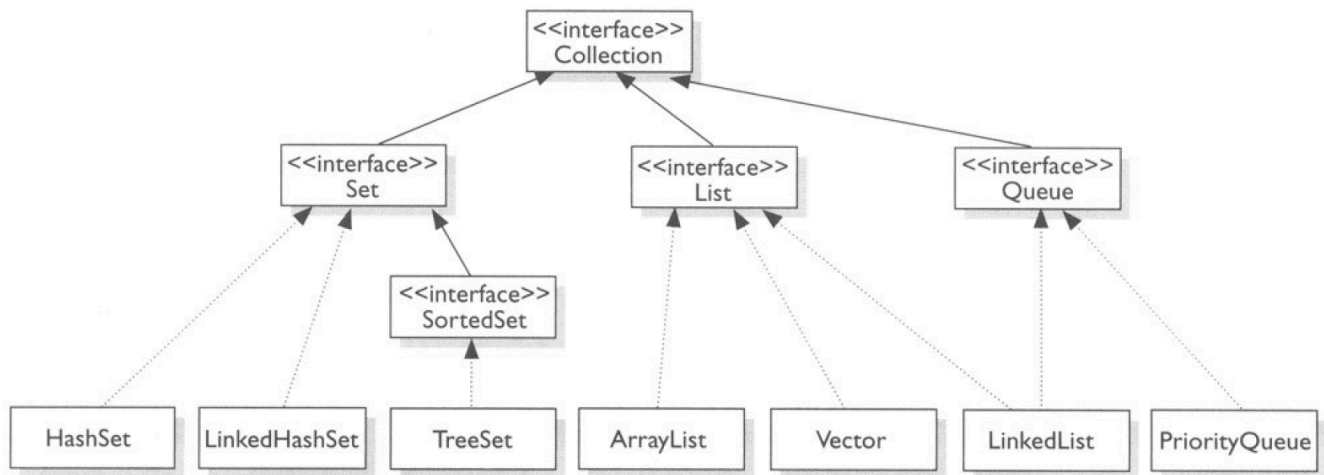 <<interface>>
Collection
<<interface>>
Set
<<interface>>
List
<<interface>>
Queue
<<interface>>
SortedSet
HashSet
LinkedHashSet
TreeSet
ArrayList
Vector
LinkedList
PriorityQueue